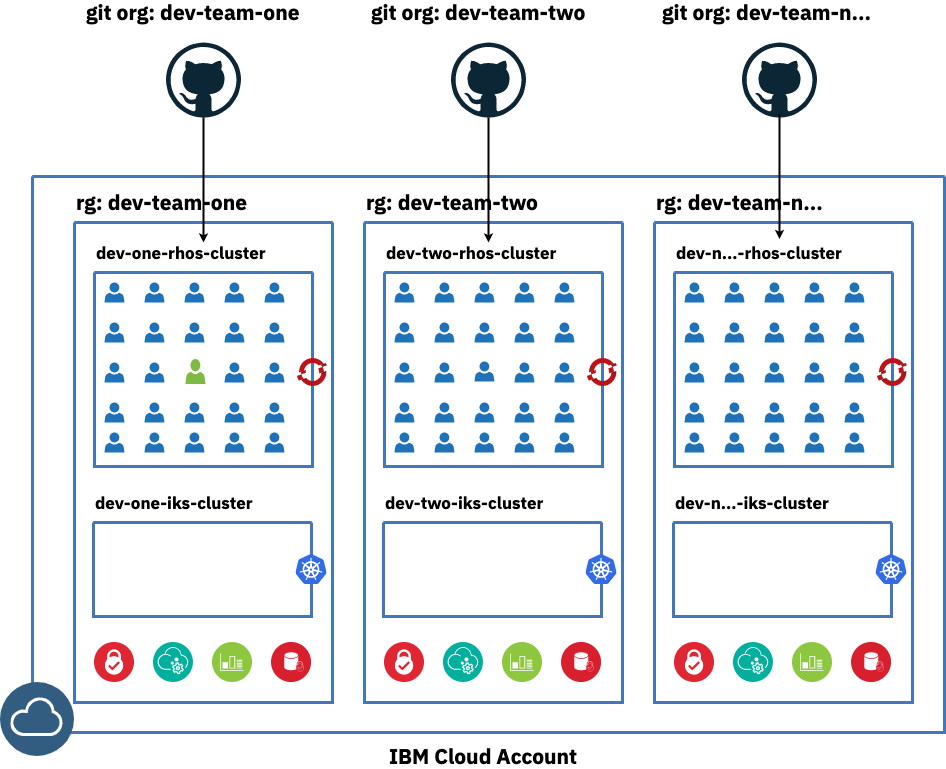 git org: dev-team-one
git org: dev-team-two
git org: dev-team-n...
rg: dev-team-one
rg: dev-team-two
rg: dev-team-n...
dev-one-rhos-cluster
dev-two-rhos-cluster
dev-n...-rhos-cluster
dev-one-iks-cluster
dev-two-iks-cluster
dev-n...-iks-cluster
IBM Cloud Account